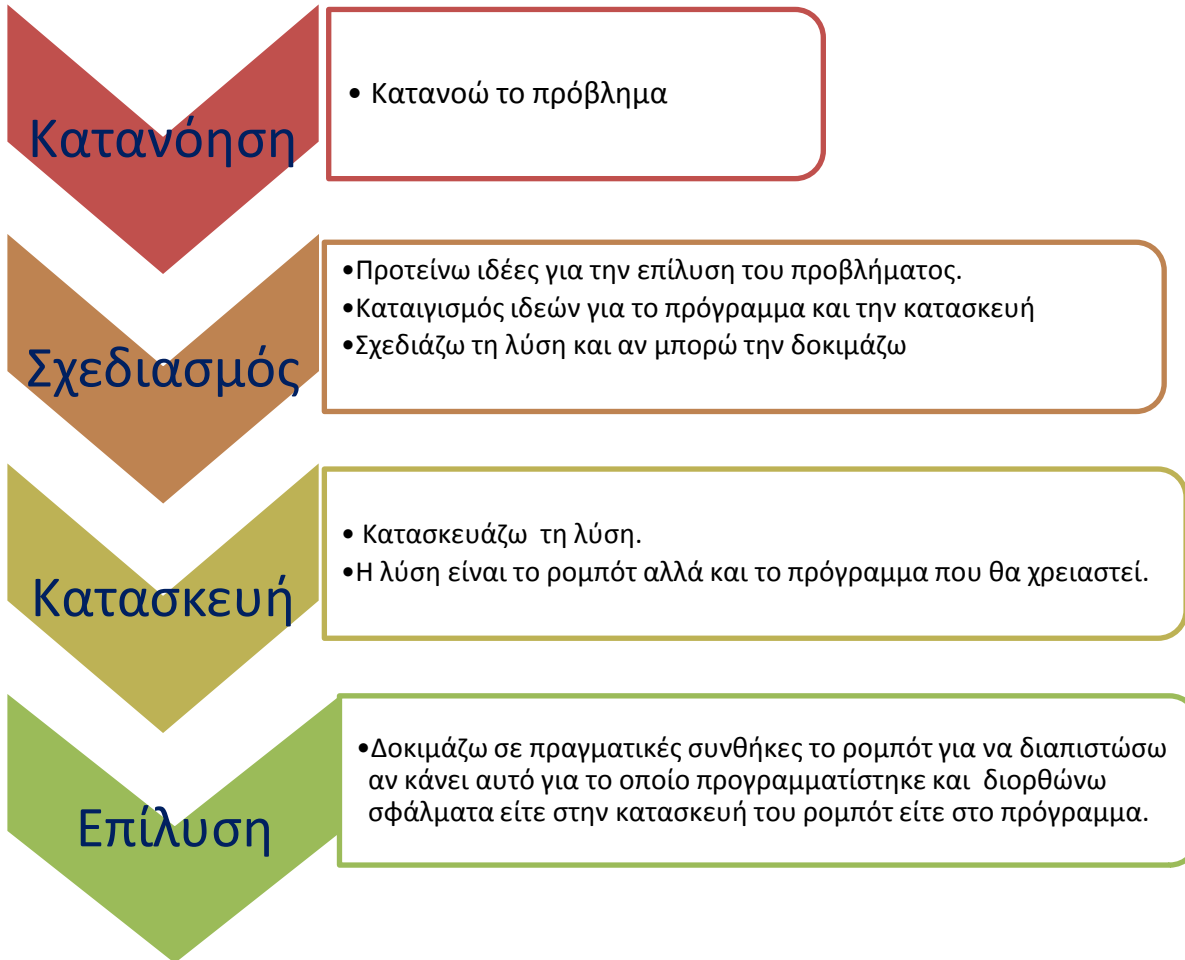 Κατανόηση
• Κατανοώ το πρόβλημα
Σχεδιασμός
•Προτείνω ιδέες για την επίλυση του προβλήματος.
•Καταιγισμός ιδεών για το πρόγραμμα και την κατασκευή
•Σχεδιάζω τη λύση και αν μπορώ την δοκιμάζω
Κατασκευή
• Κατασκευάζω τη λύση.
•Η λύση είναι το ρομπότ αλλά και το πρόγραμμα που θα χρειαστεί.
Επίλυση
•Δοκιμάζω σε πραγματικές συνθήκες το ρομπότ για να διαπιστώσω
αν κάνει αυτό για το οποίο προγραμματίστηκε και διορθώνω
σφάλματα είτε στην κατασκευή του ρομπότ είτε στο πρόγραμμα.